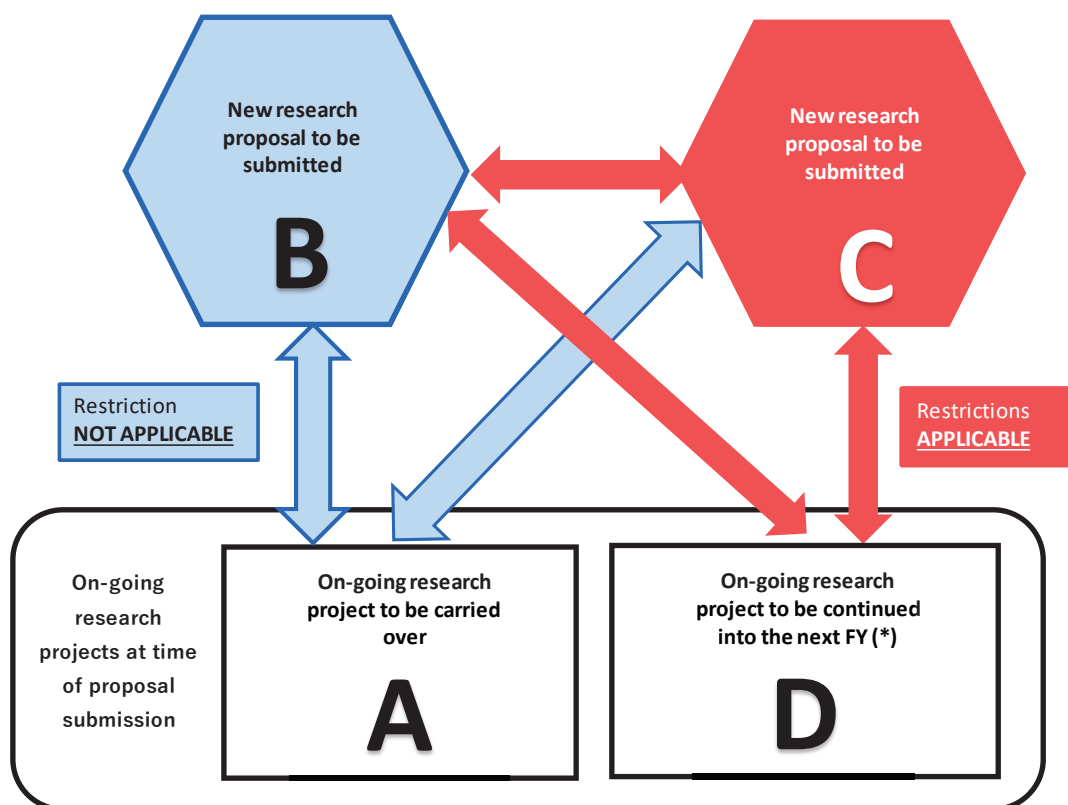 New research
proposal to be
submitted
B
New research
proposal to be
submitted
C
Restriction
NOT APPLICABLE
Restrictions
APPLICABLE
On-going
research
projects at time
of proposal
submission
On-going research
project to be carried
over
A
On-going research
project to be continued
into the next FY (*)
D